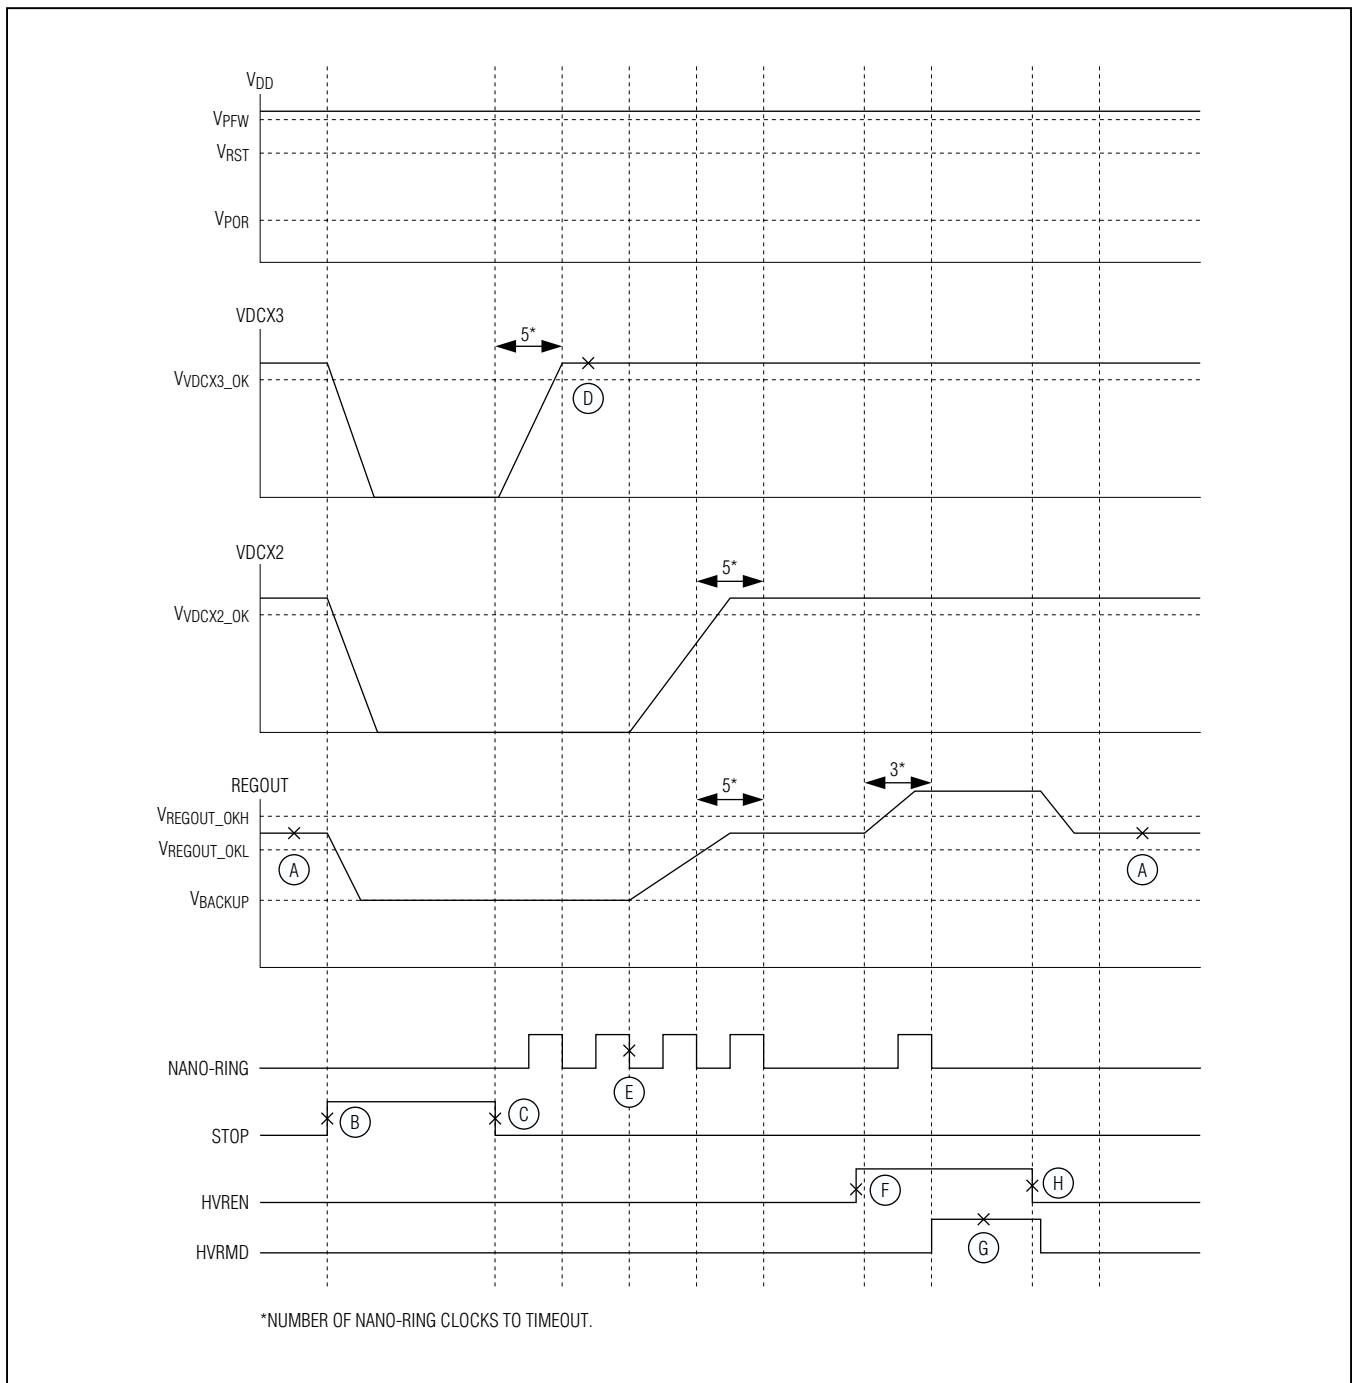 VDD
VPFW
VRST
VPOR
VDCX3
5*
VVDCX3_OK
D
VDCX2
5*
VVDCX2_OK
REGOUT
5*
3*
VREGOUT_OKH
VREGOUT_OKL
A
A
VBACKUP
NANO-RING
E
STOP
B
C
HVREN
F
H
HVRMD
G
*NUMBER OF NANO-RING CLOCKS TO TIMEOUT.